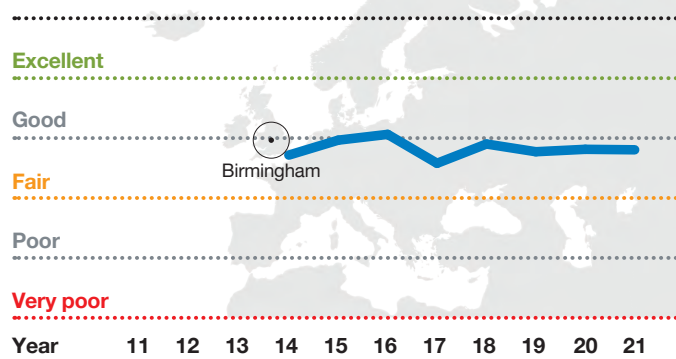 Excellent
Good
Birmingham
Fair
Poor
Very poor
Year 11 12 13 14 15 16 17 18 19 20 21